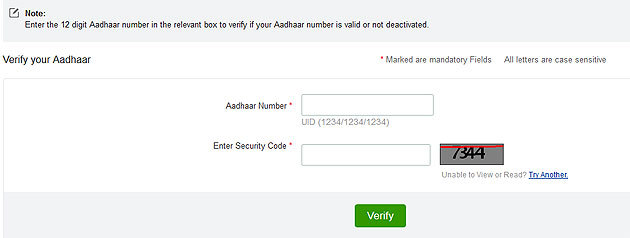 Note:
Enter the 12 digit Aadhaar number in the relevant box to verify if your Aadhaar number is valid or not deactivated.
Verify your Aadhaar
* Marked are mandatory Fields All letters are case sensitive
Aadhaar Number *
UID (1234/1234/1234)
Enter Security Code *
7344
Unable to View or Read? Try Another.
Verify